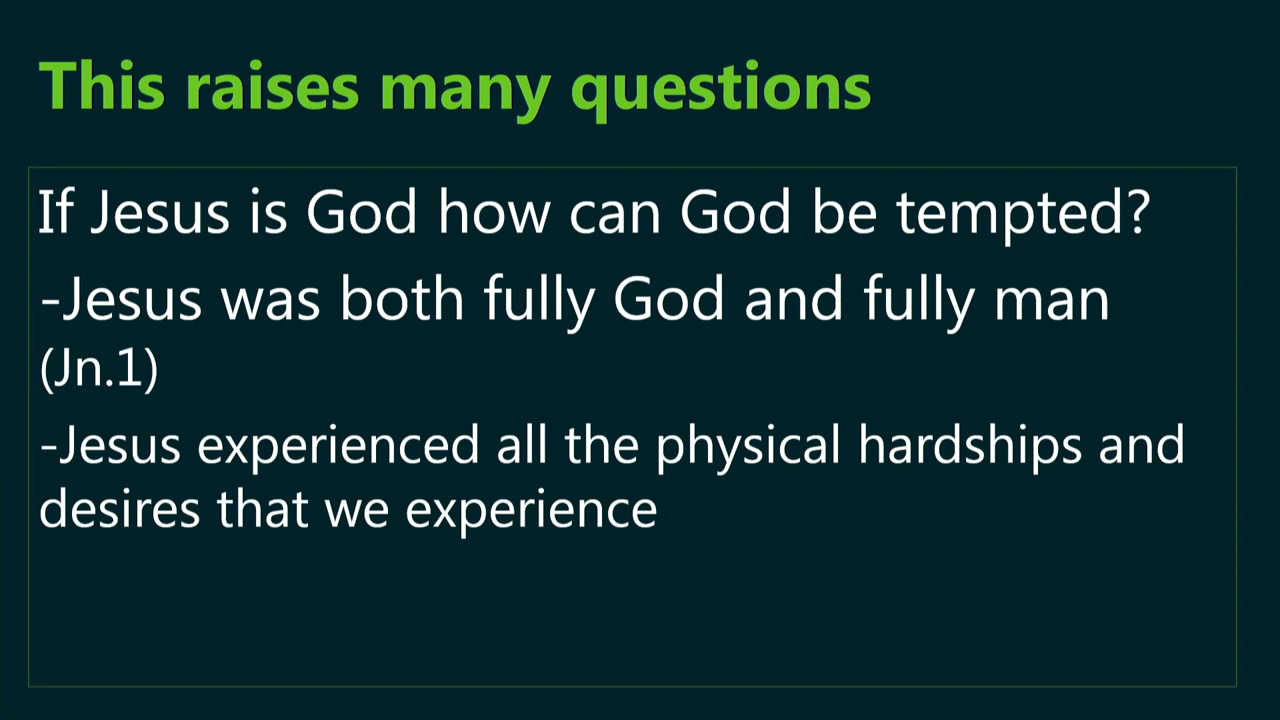 This raises many questions
If Jesus is God how can God be tempted?
-Jesus was both fully God and fully man
(Jn.1)
-Jesus experienced all the physical hardships and
desires that we experience